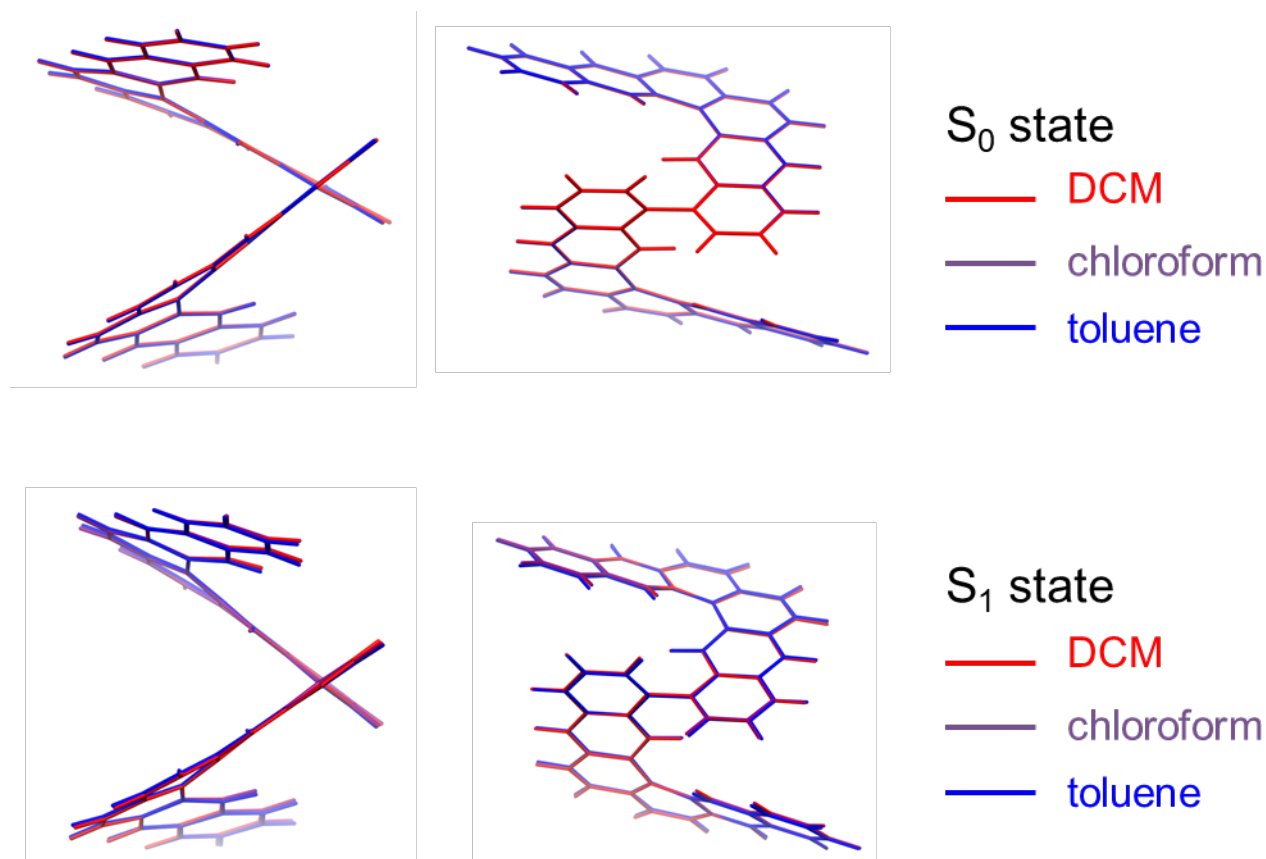 S₀ state
DCM
chloroform
toluene
S₁ state
DCM
chloroform
toluene